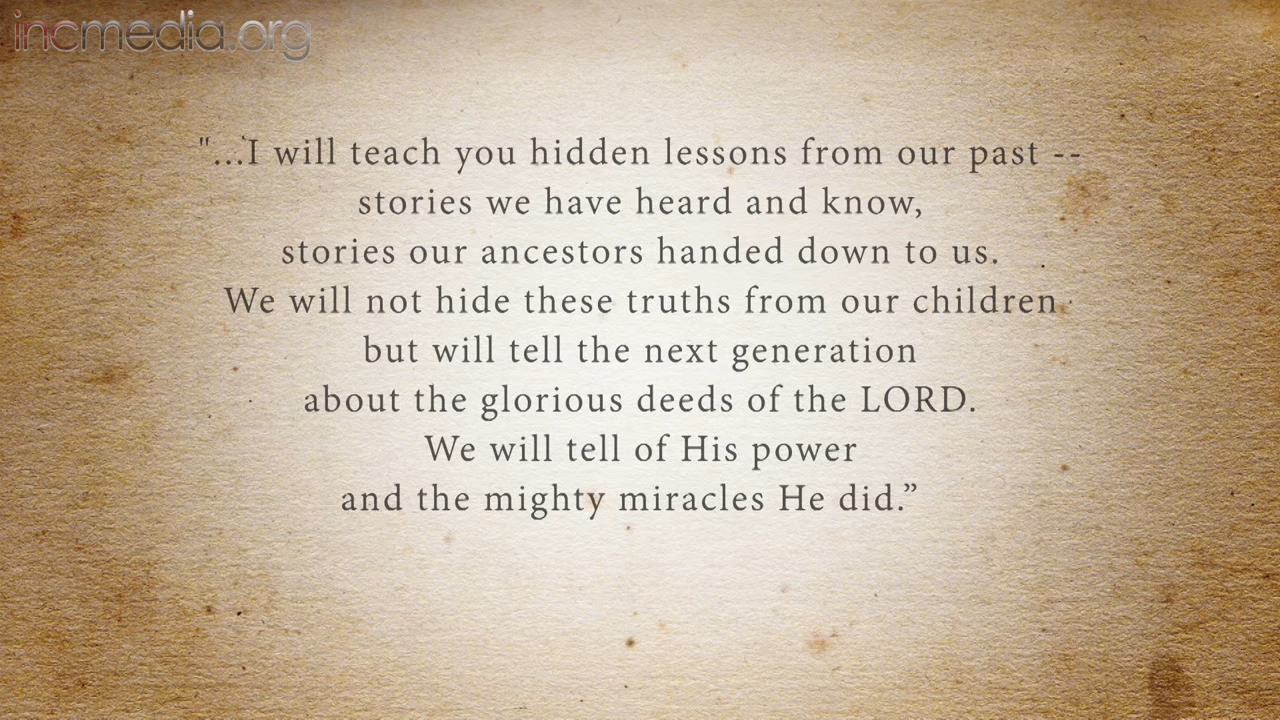 incmedia.org
"...I will teach you hidden lessons from our past --
stories we have heard and know,
stories our ancestors handed down to us.
We will not hide these truths from our children
but will tell the next generation
about the glorious deeds of the LORD.
We will tell of His power
and the mighty miracles He did.”